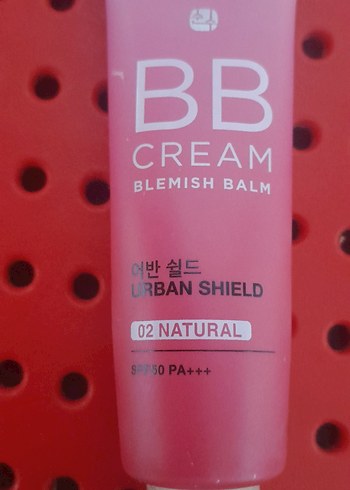 BB
CREAM
BLEMISH BALM
어반 쉴드
URBAN SHIELD
02 NATURAL
SPF50 PA+++